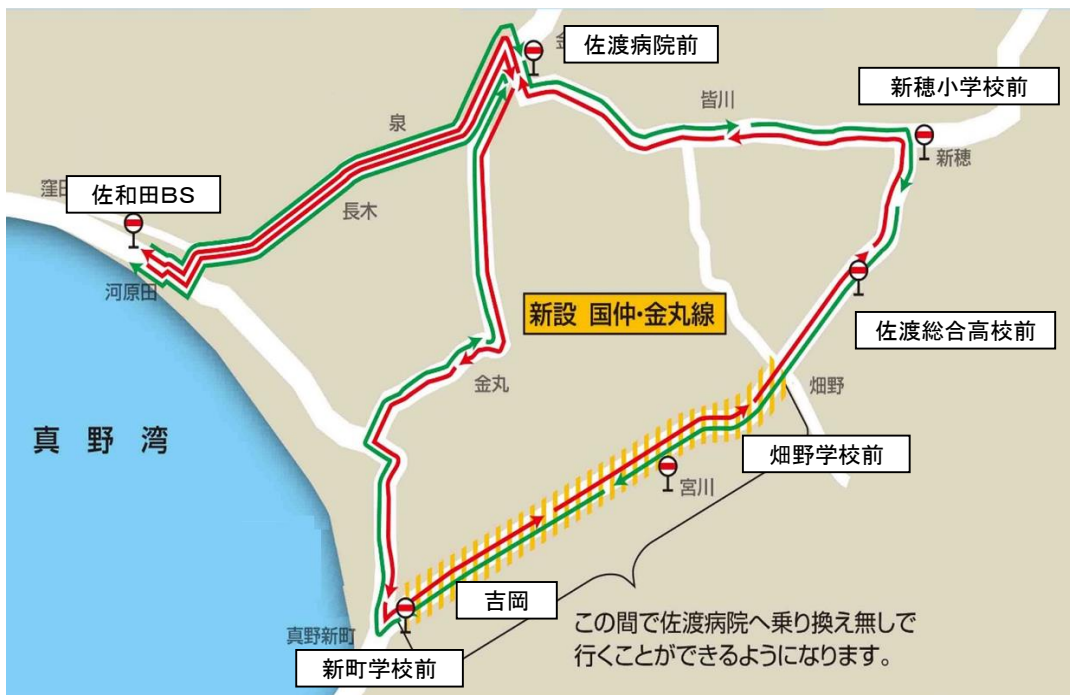 佐渡病院前
金
新穂小学校前
皆川
泉
新穂
窪田
佐和田BS
長木
河原田
新設 国仲・金丸線
佐渡総合高校前
金丸
畑野
真野湾
畑野学校前
宮川
吉岡
この間で佐渡病院へ乗り換え無しで
行くことができるようになります。
真野新町
新町学校前